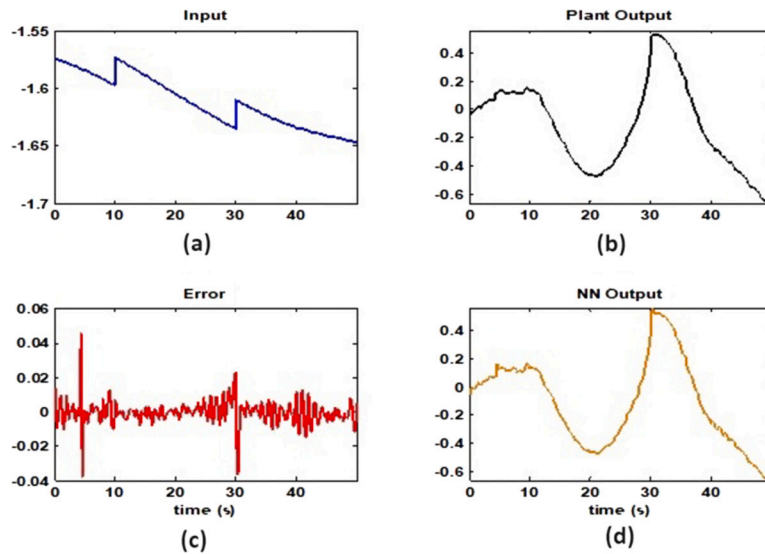 Input
-1.55
-1.6
-1.65
-1.7
0 10 20 30 40
(a)
Plant Output
0.4
0.2
0
-0.2
-0.4
-0.6
0 10 20 30 40
(b)
Error
0.06
0.04
0.02
0
-0.02
-0.04
0 10 20 30 40
time (s)
(c)
NN Output
0.4
0.2
0
-0.2
-0.4
-0.6
0 10 20 30 40
time (s)
(d)